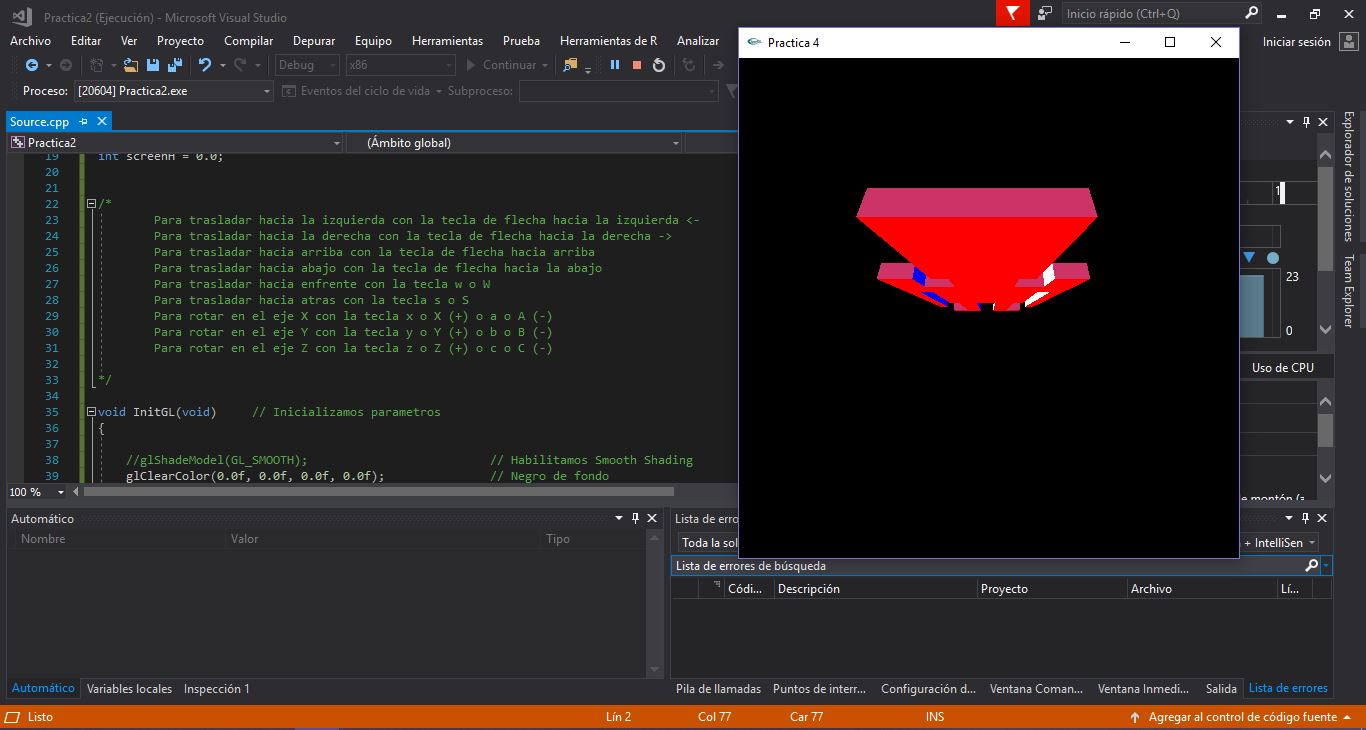 Practica2 (Ejecución) - Microsoft Visual Studio
Inicio rápido (Ctrl+Q)
Archivo Editar Ver Proyecto Compilar Depurar Equipo Herramientas Prueba Herramientas de R Analizar
Iniciar sesión
Debug x86 Continuar
Proceso: [20604] Practica2.exe Eventos del ciclo de vida Subproceso:
Source.cpp
Practica2 (Ámbito global)
19 int screenH = 0.0;
20
21
22 /*
23 Para trasladar hacia la izquierda con la tecla de flecha hacia la izquierda <-
24 Para trasladar hacia la derecha con la tecla de flecha hacia la derecha ->
25 Para trasladar hacia arriba con la tecla de flecha hacia arriba
26 Para trasladar hacia abajo con la tecla de flecha hacia la abajo
27 Para trasladar hacia enfrente con la tecla w o W
28 Para trasladar hacia atras con la tecla s o S
29 Para rotar en el eje X con la tecla x o X (+) o a o A (-)
30 Para rotar en el eje Y con la tecla y o Y (+) o b o B (-)
31 Para rotar en el eje Z con la tecla z o Z (+) o c o C (-)
32
33 */
34
35 void InitGL(void) // Inicializamos parametros
36 {
37
38 //glShadeModel(GL_SMOOTH); // Habilitamos Smooth Shading
39 glClearColor(0.0f, 0.0f, 0.0f, 0.0f); // Negro de fondo
100 %
Practica 4
1
23
0
Uso de CPU
Explorador de soluciones
Team Explorer
Automático
Nombre Valor Tipo
Automático Variables locales Inspección 1
Lista de erro
Toda la sol
+ IntelliSen
Lista de errores de búsqueda
Códi... Descripción Proyecto Archivo Lí...
Pila de llamadas Puntos de interr... Configuración d... Ventana Coman... Ventana Inmedi... Salida Lista de errores
Listo Lín 2 Col 77 Car 77 INS Agregar al control de código fuente